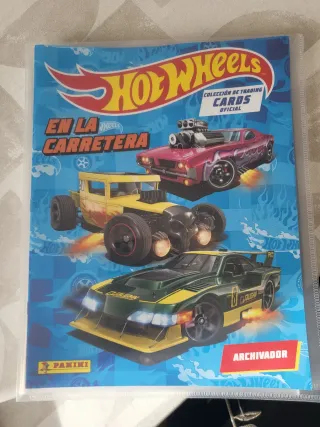 HOT WHEELS
COLECCIÓN DE TRADING
CARDS
OFICIAL
EN LA
CARRETERA
PANINI
ARCHIVADOR